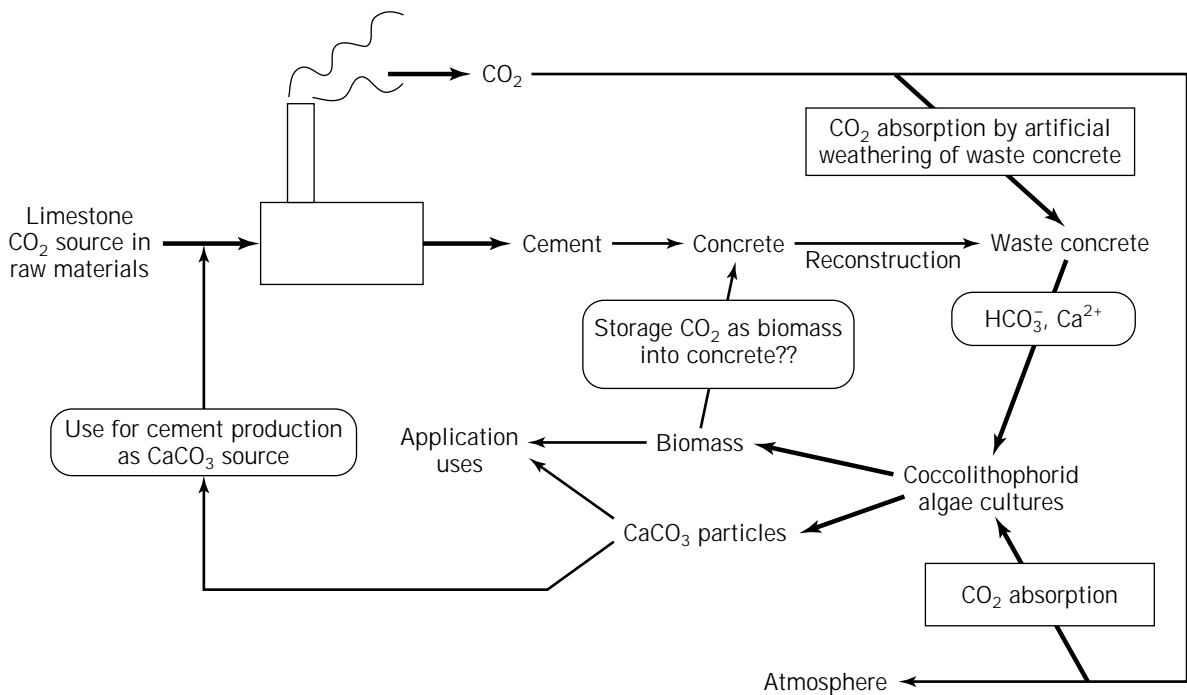 CO₂
CO₂ absorption by artificial
weathering of waste concrete
Limestone
CO₂ source in
raw materials
Cement
Concrete
Reconstruction
Waste concrete
HCO₃⁻, Ca²⁺
Storage CO₂ as biomass
into concrete??
Use for cement production
as CaCO₃ source
Application
uses
Biomass
Coccolithophorid
algae cultures
CaCO₃ particles
CO₂ absorption
Atmosphere